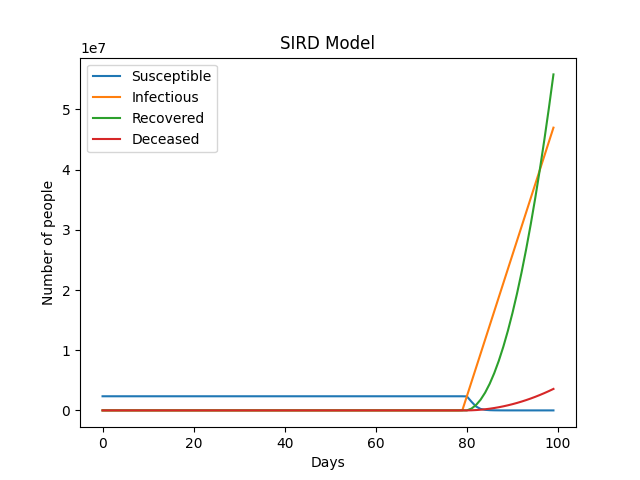 SIRD Model
1e7
Susceptible
Infectious
Recovered
Deceased
5
4
3
2
1
0
Number of people
0 20 40 60 80 100
Days